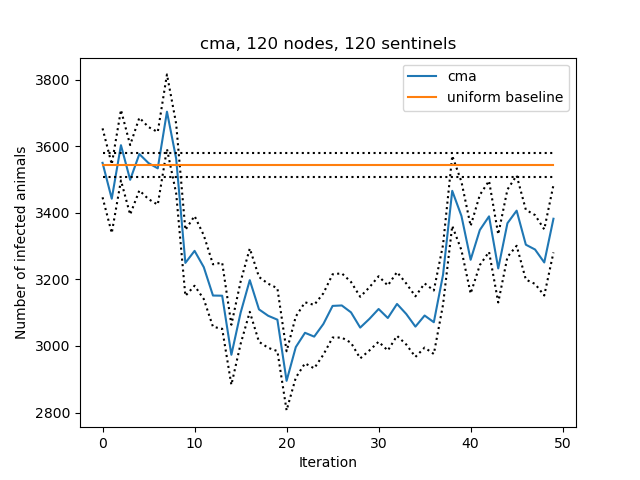 cma, 120 nodes, 120 sentinels
cma
uniform baseline
Number of infected animals
3800
3600
3400
3200
3000
2800
0 10 20 30 40 50
Iteration